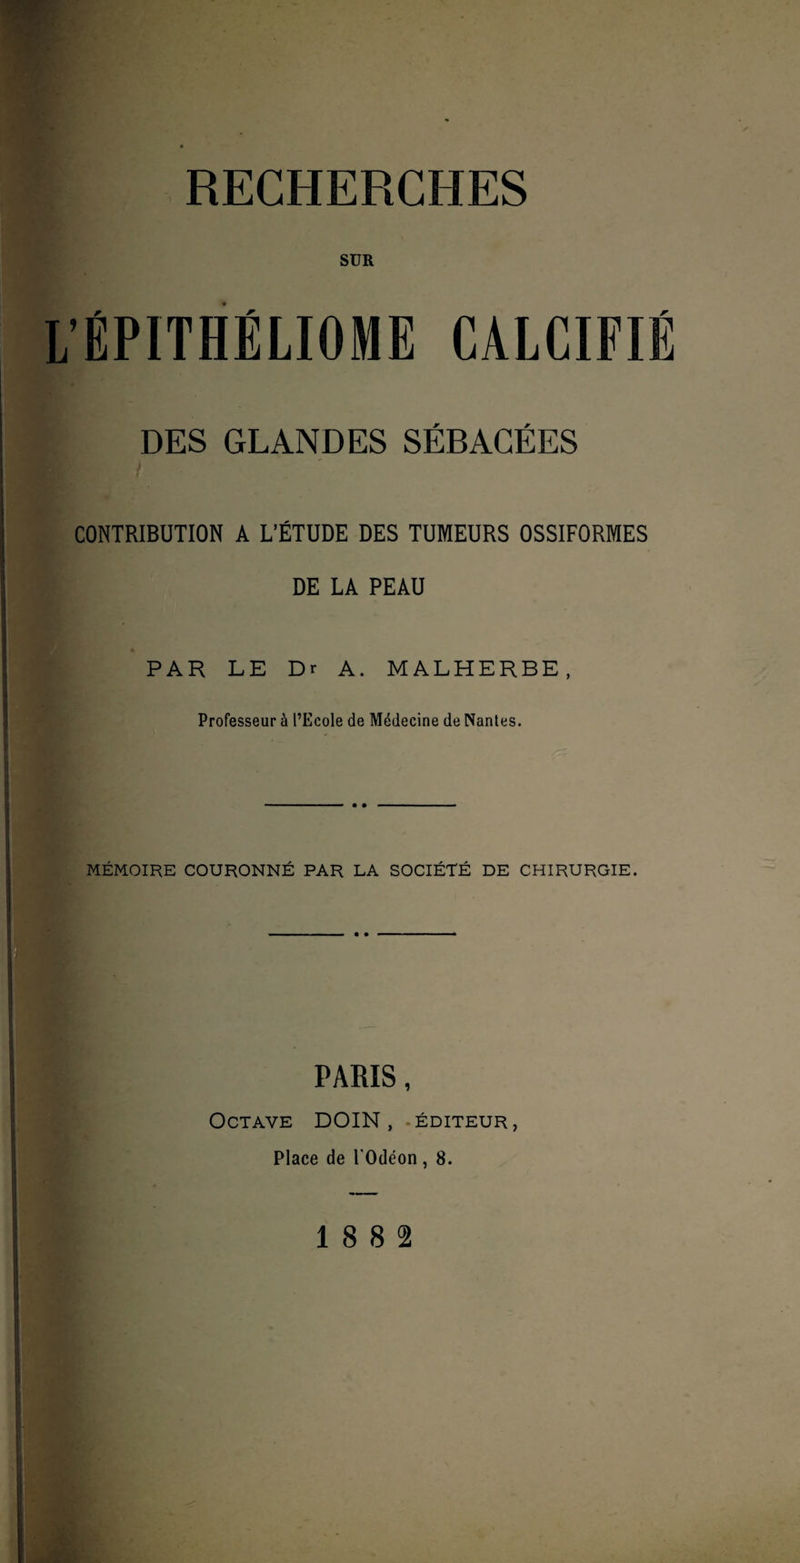 RECHERCHES
SUR
L'ÉPITHÉLIOME CALCIFIÉ
DES GLANDES SÉBACÉES
CONTRIBUTION A L'ÉTUDE DES TUMEURS OSSIFORMES
DE LA PEAU
PAR LE Dr A. MALHERBE,
Professeur à l'Ecole de Médecine de Nantes.
MÉMOIRE COURONNÉ PAR LA SOCIÉTÉ DE CHIRURGIE.
PARIS,
OCTAVE DOIN, ÉDITEUR,
Place de l'Odéon, 8.
1882